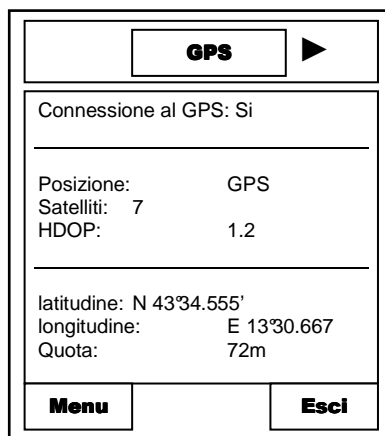 GPS
Connessione al GPS: Si
Posizione: GPS
Satelliti: 7
HDOP: 1.2
latitudine: N 43°34.555'
longitudine: E 13°30.667
Quota: 72m
Menu Esci